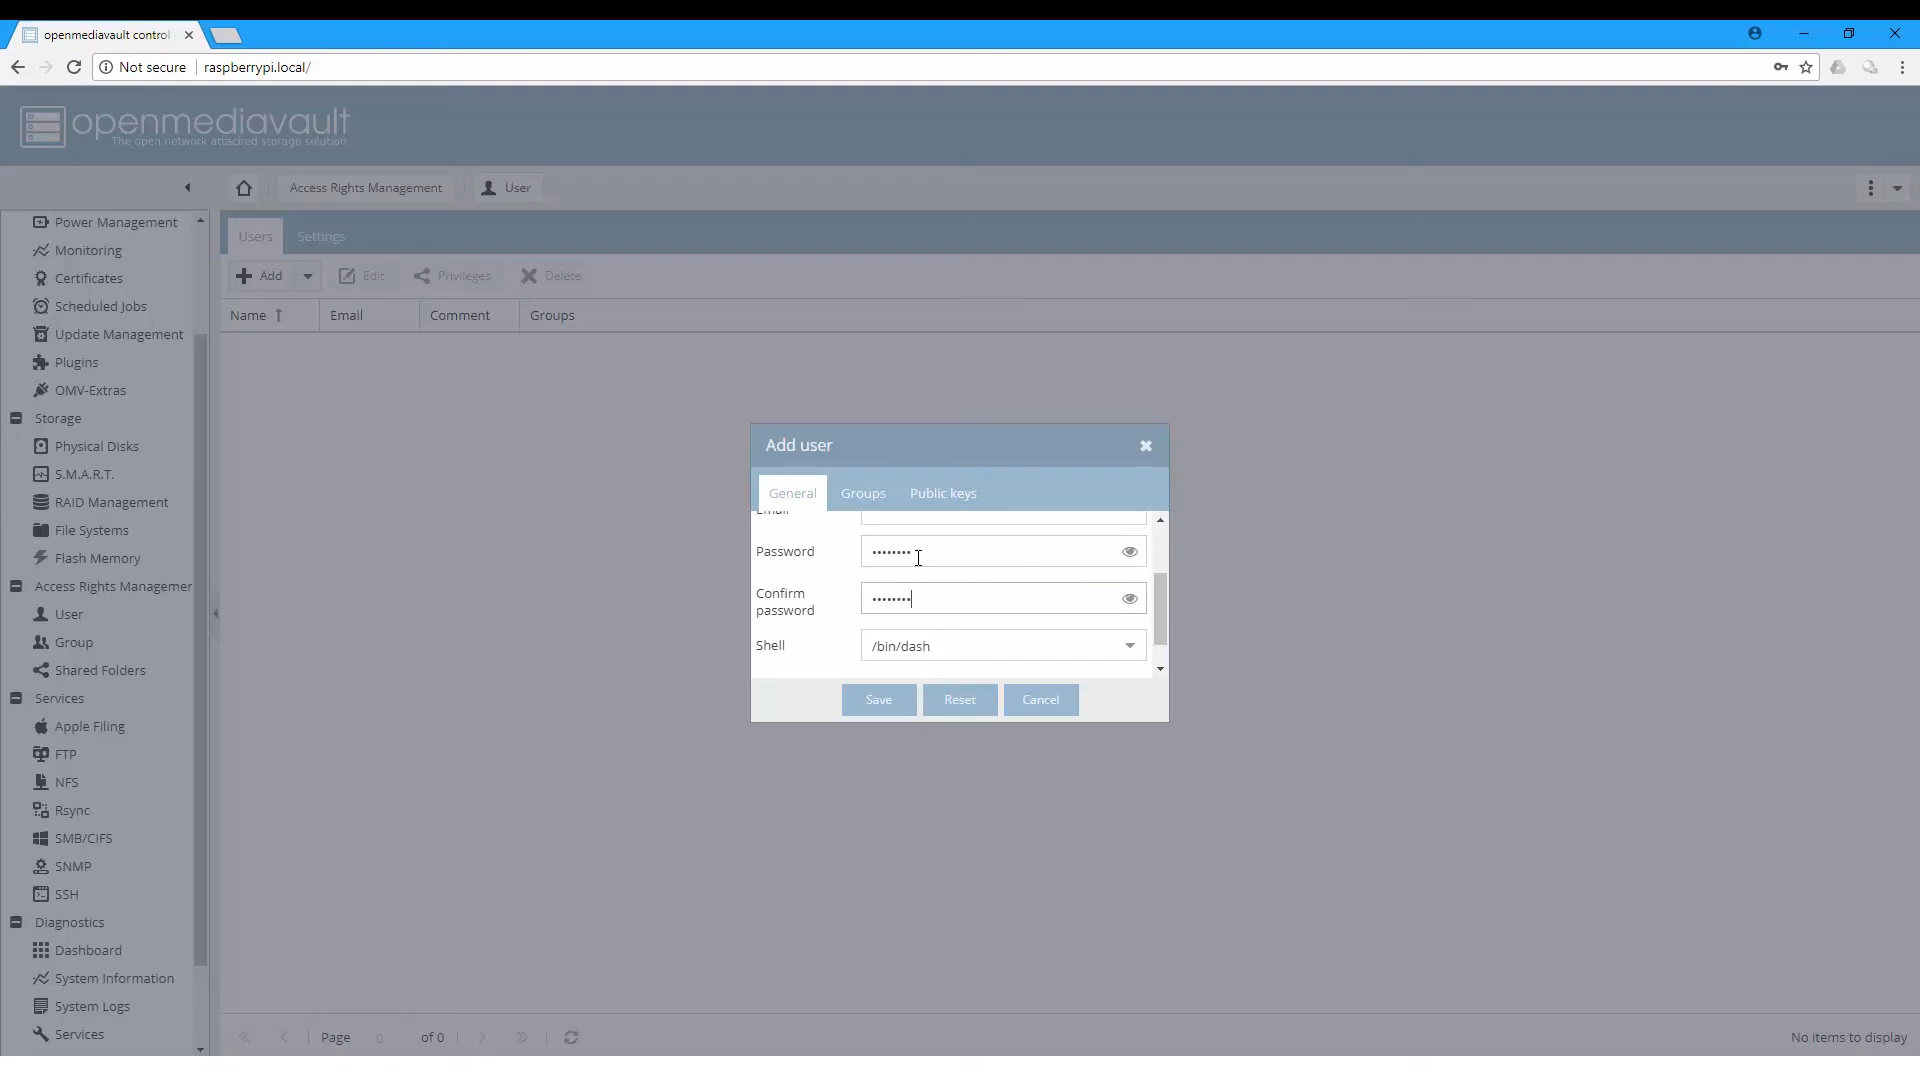 openmediavault control
Not secure raspberrypi.local/
openmediavault
The open network attached storage solution
Access Rights Management User
Power Management
Monitoring
Certificates
Scheduled Jobs
Update Management
Plugins
OMV-Extras
Storage
Physical Disks
S.M.A.R.T.
RAID Management
File Systems
Flash Memory
Access Rights Managemen
User
Group
Shared Folders
Services
Apple Filing
FTP
NFS
Rsync
SMB/CIFS
SNMP
SSH
Diagnostics
Dashboard
System Information
System Logs
Services
Users Settings
Add Edit Privileges Delete
Name Email Comment Groups
Add user
General Groups Public keys
Email
Password ••••••••
Confirm
password ••••••••
Shell /bin/dash
Save Reset Cancel
Page 0 of 0 No items to display